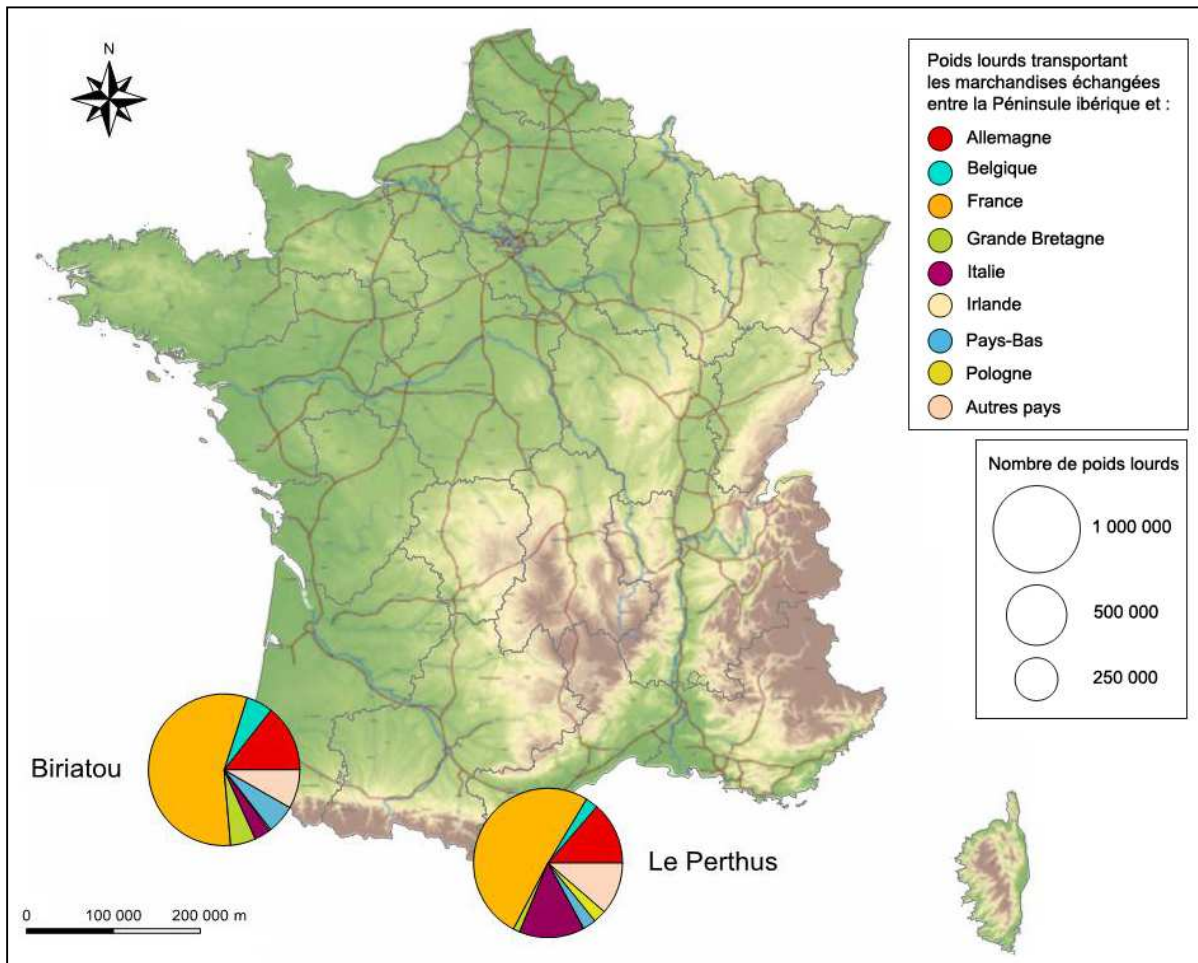 N
Poids lourds transportant
les marchandises échangées
entre la Péninsule ibérique et :
Allemagne
Belgique
France
Grande Bretagne
Italie
Irlande
Pays-Bas
Pologne
Autres pays
Nombre de poids lourds
1 000 000
500 000
250 000
Biriatou
Le Perthus
0 100 000 200 000 m